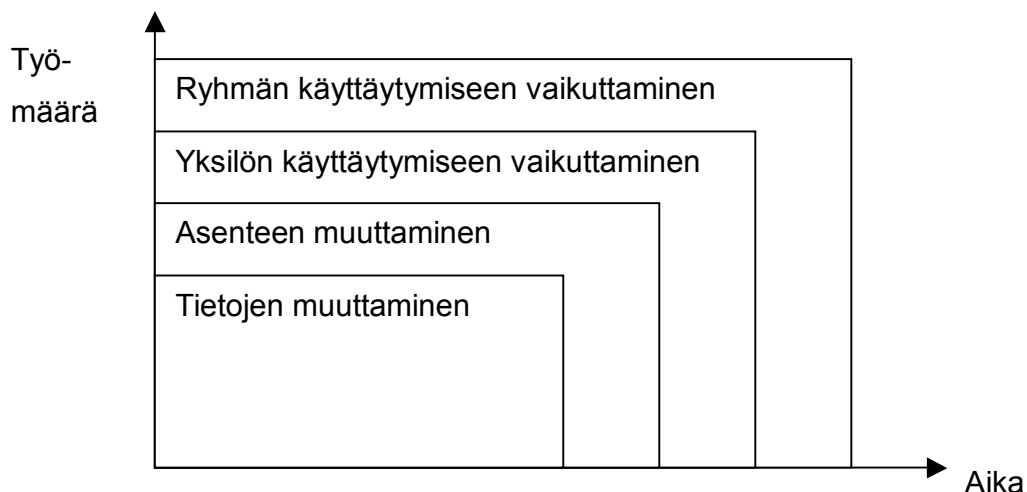 Työ-
määrä
Ryhmän käyttäytymiseen vaikuttaminen
Yksilön käyttäytymiseen vaikuttaminen
Asenteen muuttaminen
Tietojen muuttaminen
Aika